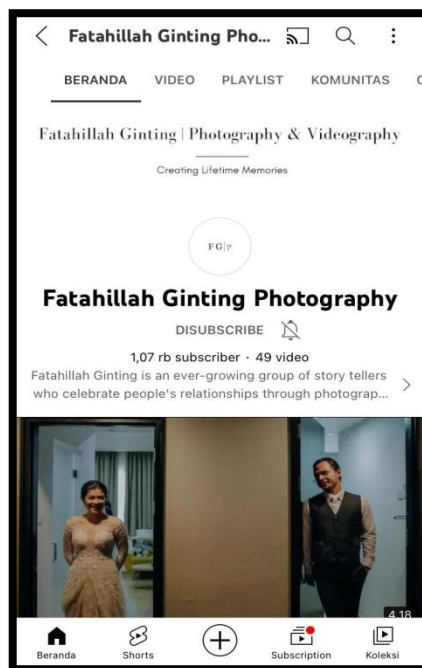 Fatahillah Ginting Pho...
BERANDA VIDEO PLAYLIST KOMUNITAS
Fatahillah Ginting | Photography & Videography
Creating Lifetime Memories
FG|p
Fatahillah Ginting Photography
DISUBSCRIBE
1,07 rb subscriber · 49 video
Fatahillah Ginting is an ever-growing group of story tellers
who celebrate people's relationships through photograp...
4.18
Beranda Shorts Subscription Koleksi